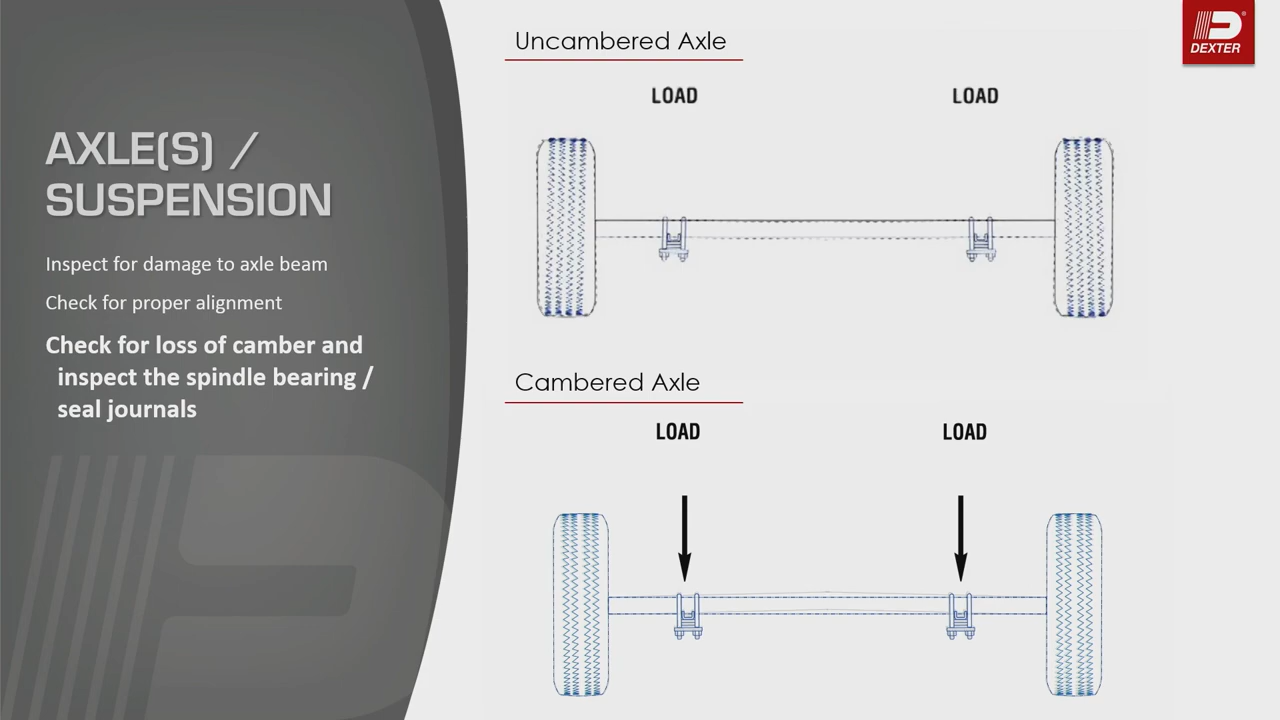 AXLE(S) /
SUSPENSION
Inspect for damage to axle beam
Check for proper alignment
Check for loss of camber and
inspect the spindle bearing /
seal journals
Uncambered Axle
LOAD LOAD
Cambered Axle
LOAD LOAD
DEXTER